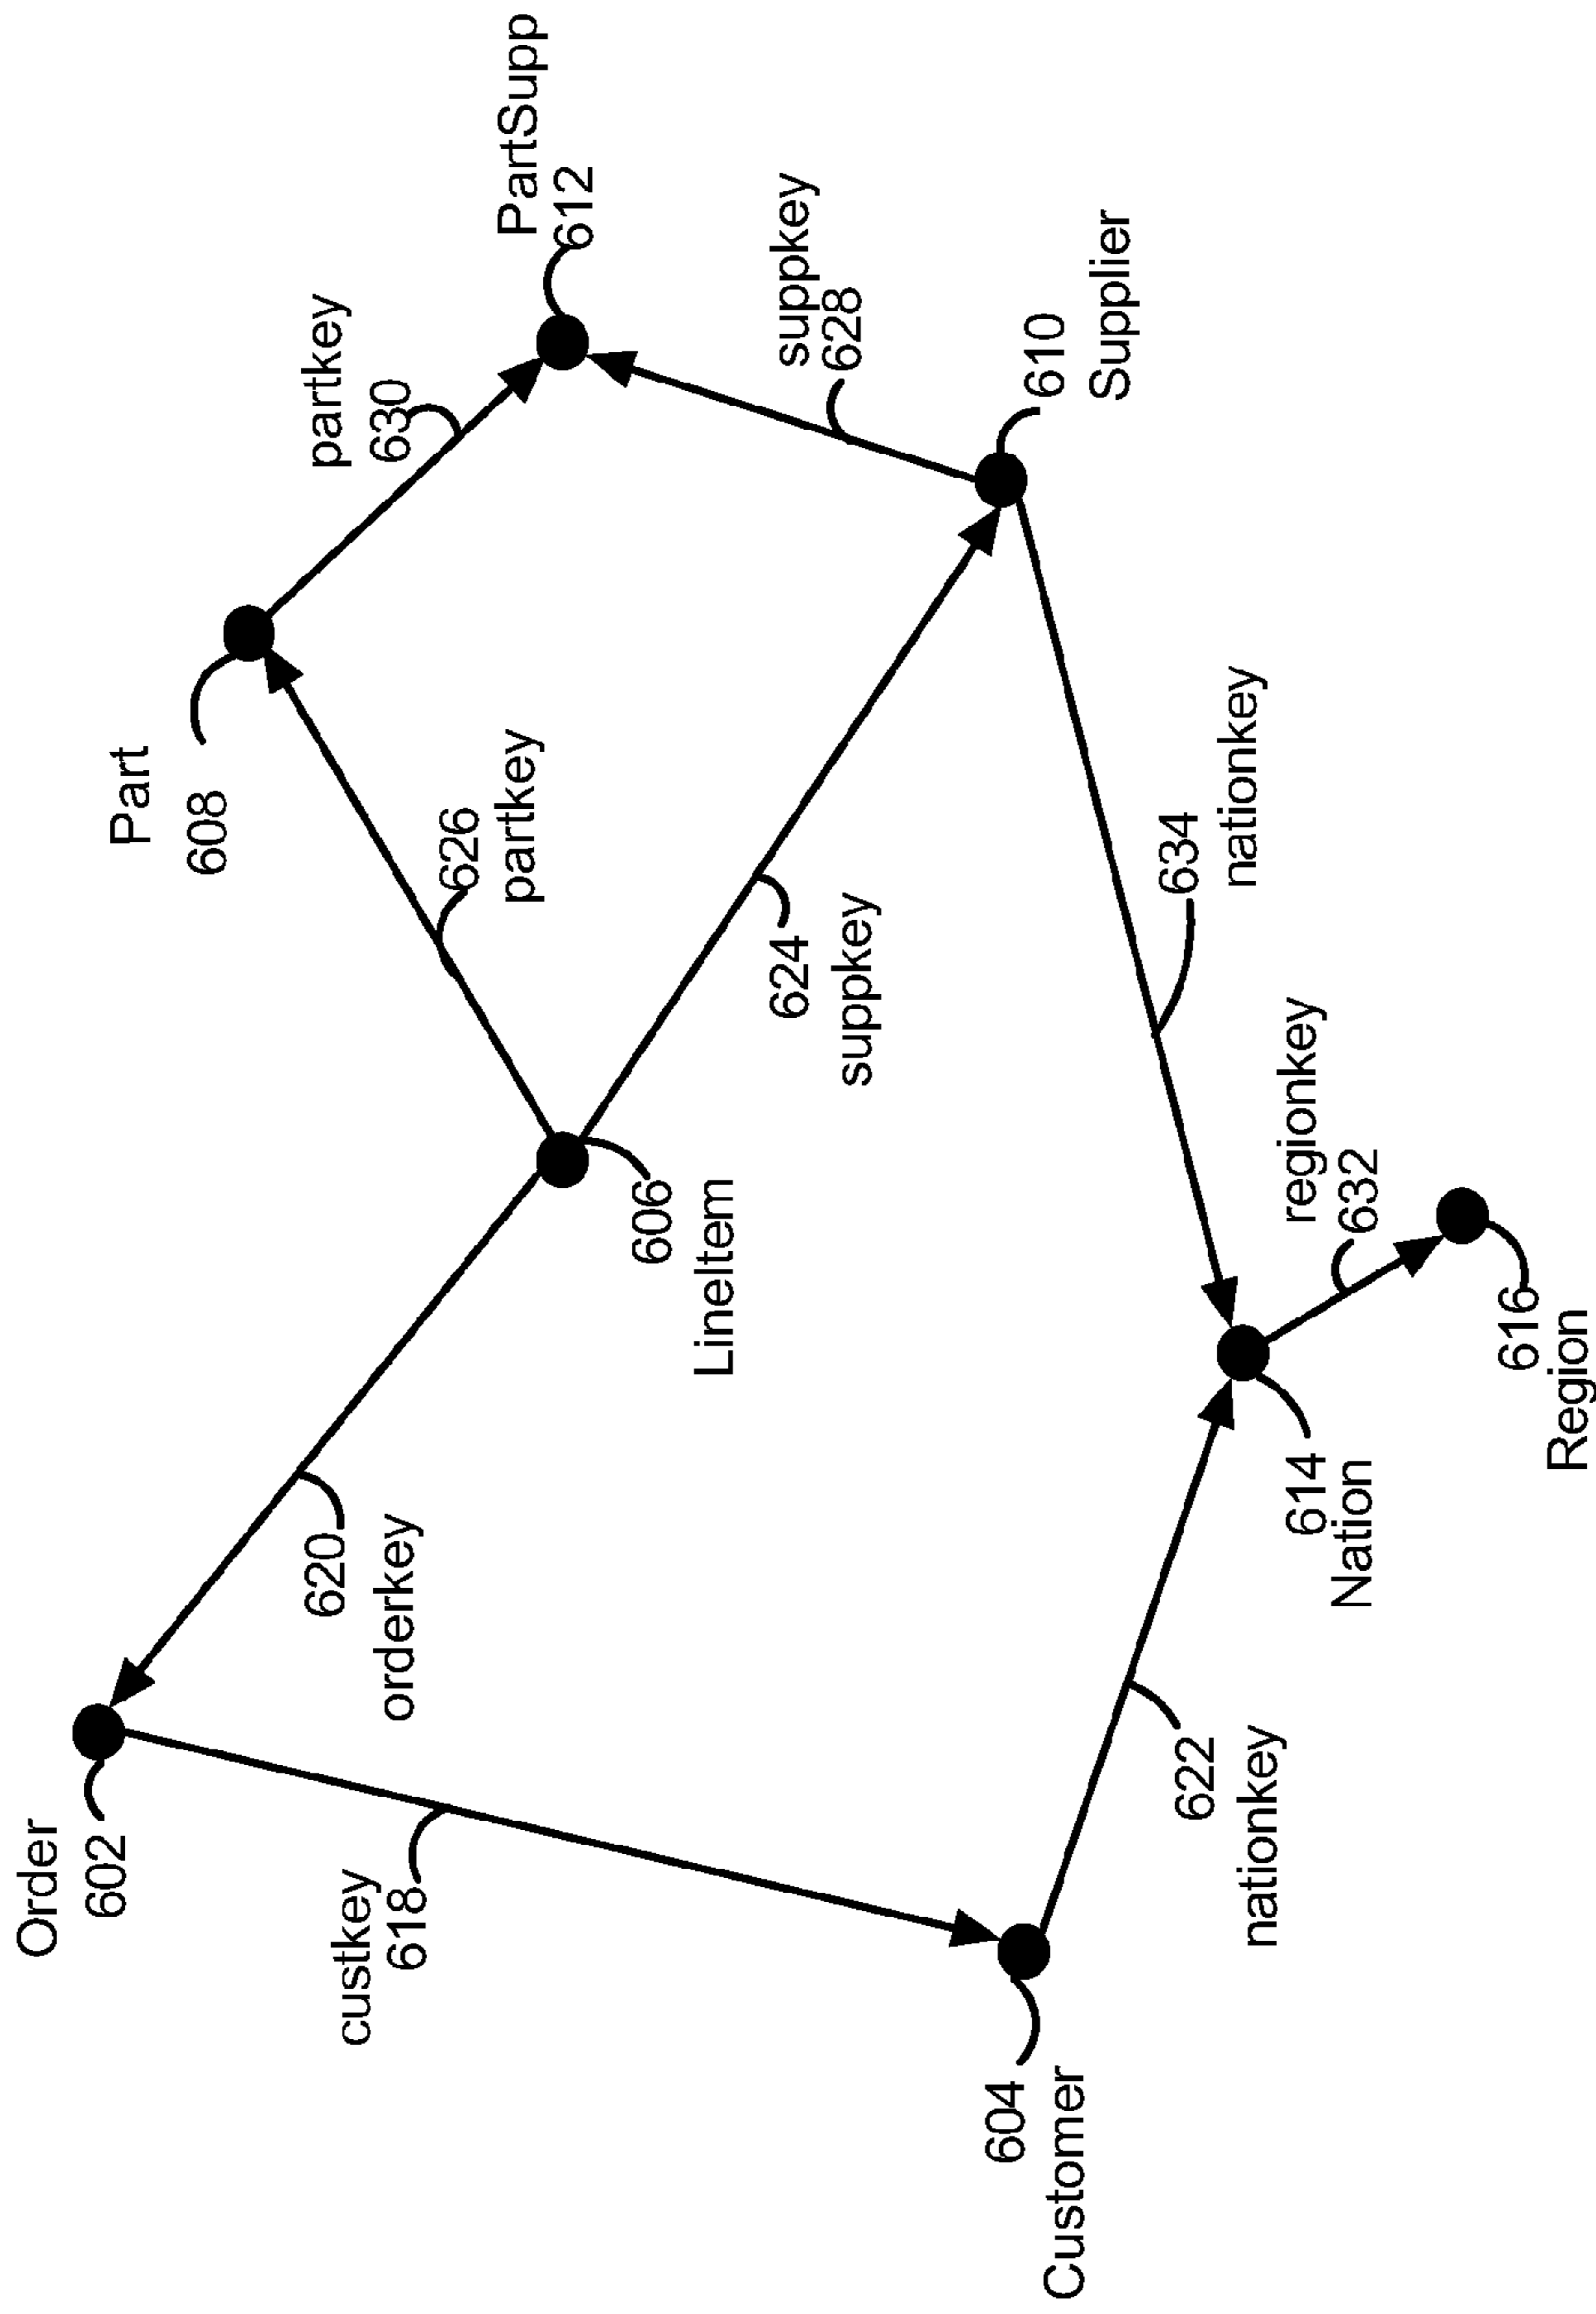 Order
602
Part
608
custkey
618
620
orderkey
626
partkey
partkey
630
PartSupp
612
606
LineItem
624
suppkey
suppkey
628
604
Customer
622
nationkey
614
Nation
regionkey
632
634
nationkey
610
Supplier
616
Region